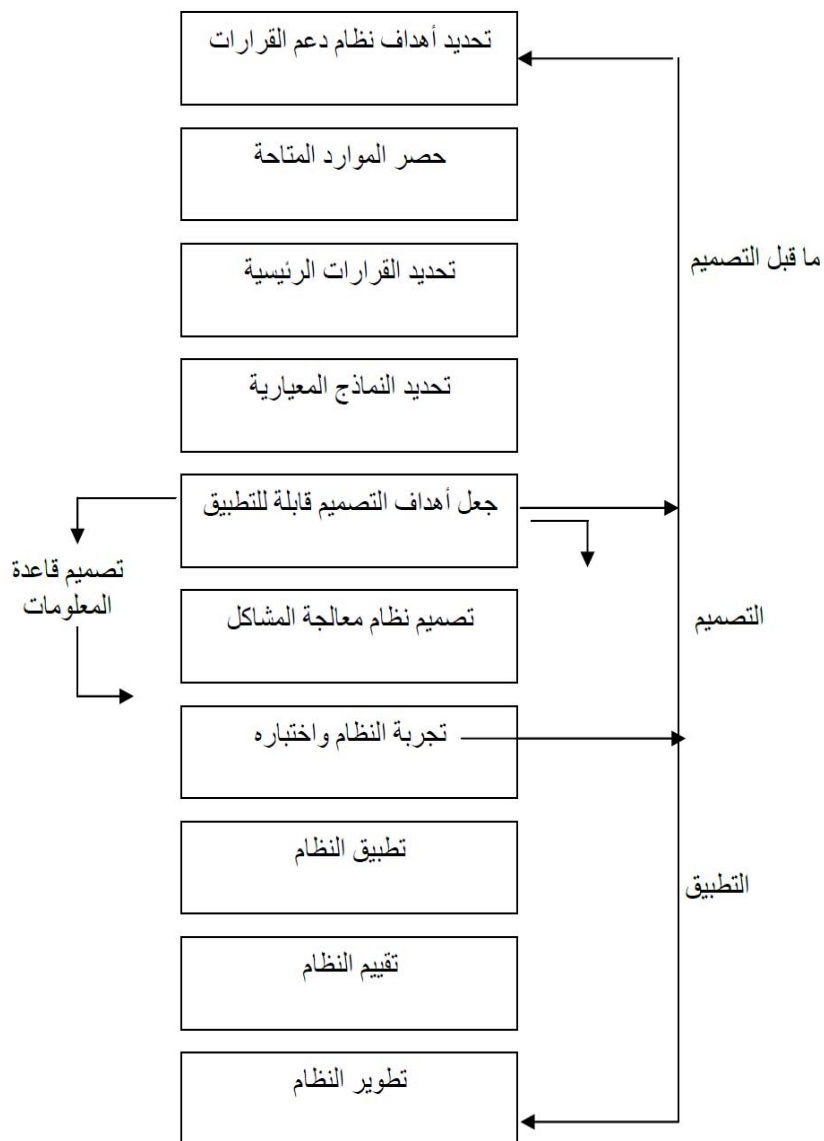 تحديد أهداف نظام دعم القرارات
حصر الموارد المتاحة
تحديد القرارات الرئيسية
ما قبل التصميم
تحديد النماذج المعيارية
جعل أهداف التصميم قابلة للتطبيق
تصميم قاعدة
المعلومات
تصميم نظام معالجة المشاكل
التصميم
تجربة النظام واختباره
تطبيق النظام
التطبيق
تقييم النظام
تطوير النظام